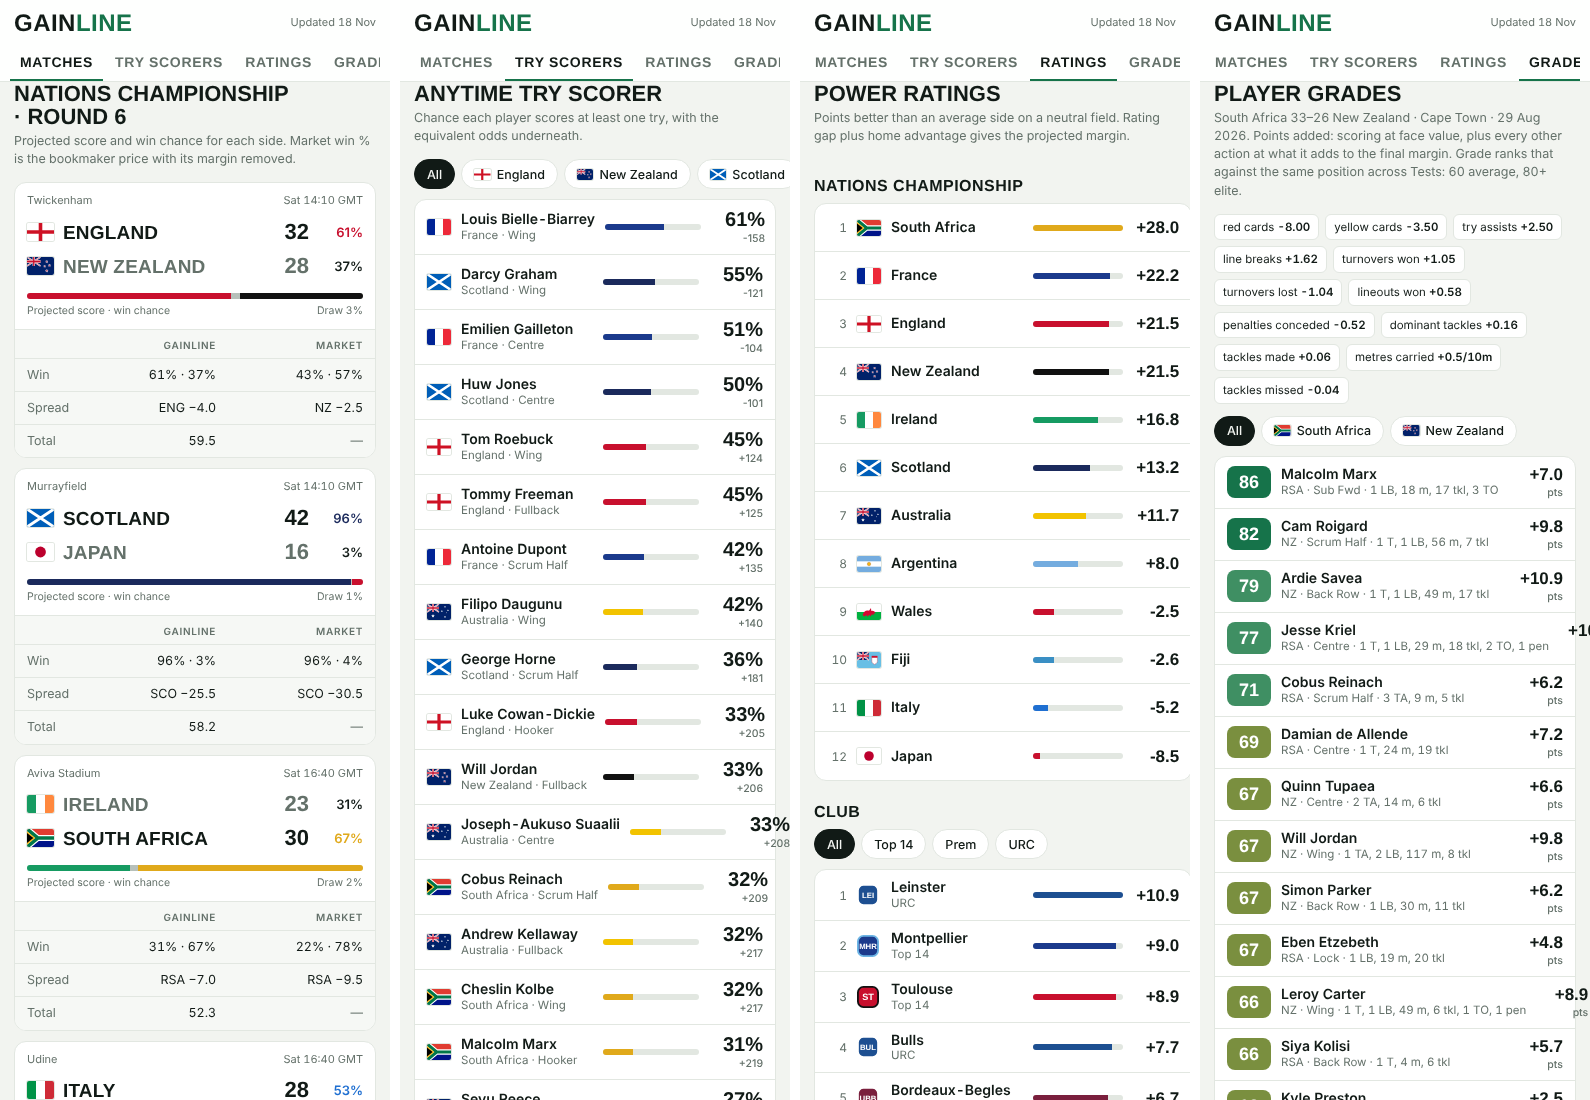 GAINLINE
Updated 18 Nov
MATCHES TRY SCORERS RATINGS
NATIONS CHAMPIONSHIP
· ROUND 6
Projected score and win chance for each side. Market win %
is the bookmaker price with its margin removed.
Twickenham Sat 14:10 GMT
ENGLAND 32 61%
NEW ZEALAND 28 37%
Projected score · win chance Draw 3%
GAINLINE MARKET
Win 61% · 37% 43% · 57%
Spread ENG −4.0 NZ −2.5
Total 59.5 —
Murrayfield Sat 14:10 GMT
SCOTLAND 42 96%
JAPAN 16 3%
Projected score · win chance Draw 1%
GAINLINE MARKET
Win 96% · 3% 96% · 4%
Spread SCO −25.5 SCO −30.5
Total 58.2 —
Aviva Stadium Sat 16:40 GMT
IRELAND 23 31%
SOUTH AFRICA 30 67%
Projected score · win chance Draw 2%
GAINLINE MARKET
Win 31% · 67% 22% · 78%
Spread RSA −7.0 RSA −9.5
Total 52.3 —
Udine Sat 16:40 GMT
ITALY 28 53%
GAINLINE
Updated 18 Nov
MATCHES TRY SCORERS RATINGS
ANYTIME TRY SCORER
Chance each player scores at least one try, with the
equivalent odds underneath.
All England New Zealand Scotland
Louis Bielle-Biarrey 61%
France · Wing -158
Darcy Graham 55%
Scotland · Wing -121
Emilien Gailleton 51%
France · Centre -104
Huw Jones 50%
Scotland · Centre -101
Tom Roebuck 45%
England · Wing +124
Tommy Freeman 45%
England · Fullback +125
Antoine Dupont 42%
France · Scrum Half +135
Filipo Daugunu 42%
Australia · Wing +140
George Horne 36%
Scotland · Scrum Half +181
Luke Cowan-Dickie 33%
England · Hooker +205
Will Jordan 33%
New Zealand · Fullback +206
Joseph-Aukuso Suaalii 33%
Australia · Centre +208
Cobus Reinach 32%
South Africa · Scrum Half +209
Andrew Kellaway 32%
Australia · Fullback +217
Cheslin Kolbe 32%
South Africa · Wing +217
Malcolm Marx 31%
South Africa · Hooker +219
Sevu Reece 27%
GAINLINE
Updated 18 Nov
MATCHES TRY SCORERS RATINGS GRADE
POWER RATINGS
Points better than an average side on a neutral field. Rating
gap plus home advantage gives the projected margin.
NATIONS CHAMPIONSHIP
1 South Africa +28.0
2 France +22.2
3 England +21.5
4 New Zealand +21.5
5 Ireland +16.8
6 Scotland +13.2
7 Australia +11.7
8 Argentina +8.0
9 Wales -2.5
10 Fiji -2.6
11 Italy -5.2
12 Japan -8.5
CLUB
All Top 14 Prem URC
1 LEI Leinster +10.9
URC
2 MHR Montpellier +9.0
Top 14
3 ST Toulouse +8.9
Top 14
4 BUL Bulls +7.7
URC
5 UBB Bordeaux-Begles +6.7
GAINLINE
Updated 18 Nov
MATCHES TRY SCORERS RATINGS GRADE
PLAYER GRADES
South Africa 33–26 New Zealand · Cape Town · 29 Aug
2026. Points added: scoring at face value, plus every other
action at what it adds to the final margin. Grade ranks that
against the same position across Tests: 60 average, 80+
elite.
red cards -8.00 yellow cards -3.50 try assists +2.50
line breaks +1.62 turnovers won +1.05
turnovers lost -1.04 lineouts won +0.58
penalties conceded -0.52 dominant tackles +0.16
tackles made +0.06 metres carried +0.5/10m
tackles missed -0.04
All South Africa New Zealand
86 Malcolm Marx +7.0
RSA · Sub Fwd · 1 LB, 18 m, 17 tkl, 3 TO pts
82 Cam Roigard +9.8
NZ · Scrum Half · 1 T, 1 LB, 56 m, 7 tkl pts
79 Ardie Savea +10.9
NZ · Back Row · 1 T, 1 LB, 49 m, 17 tkl pts
77 Jesse Kriel
RSA · Centre · 1 T, 1 LB, 29 m, 18 tkl, 2 TO, 1 pen
71 Cobus Reinach +6.2
RSA · Scrum Half · 3 TA, 9 m, 5 tkl pts
69 Damian de Allende +7.2
RSA · Centre · 1 T, 24 m, 19 tkl pts
67 Quinn Tupaea +6.6
NZ · Centre · 2 TA, 14 m, 6 tkl pts
67 Will Jordan +9.8
NZ · Wing · 1 TA, 2 LB, 117 m, 8 tkl pts
67 Simon Parker +6.2
NZ · Back Row · 1 LB, 30 m, 11 tkl pts
67 Eben Etzebeth +4.8
RSA · Lock · 1 LB, 19 m, 20 tkl pts
66 Leroy Carter +8.9
NZ · Wing · 1 T, 1 LB, 49 m, 6 tkl, 1 TO, 1 pen pts
66 Siya Kolisi +5.7
RSA · Back Row · 1 T, 4 m, 6 tkl pts
Kyle Preston +2.5